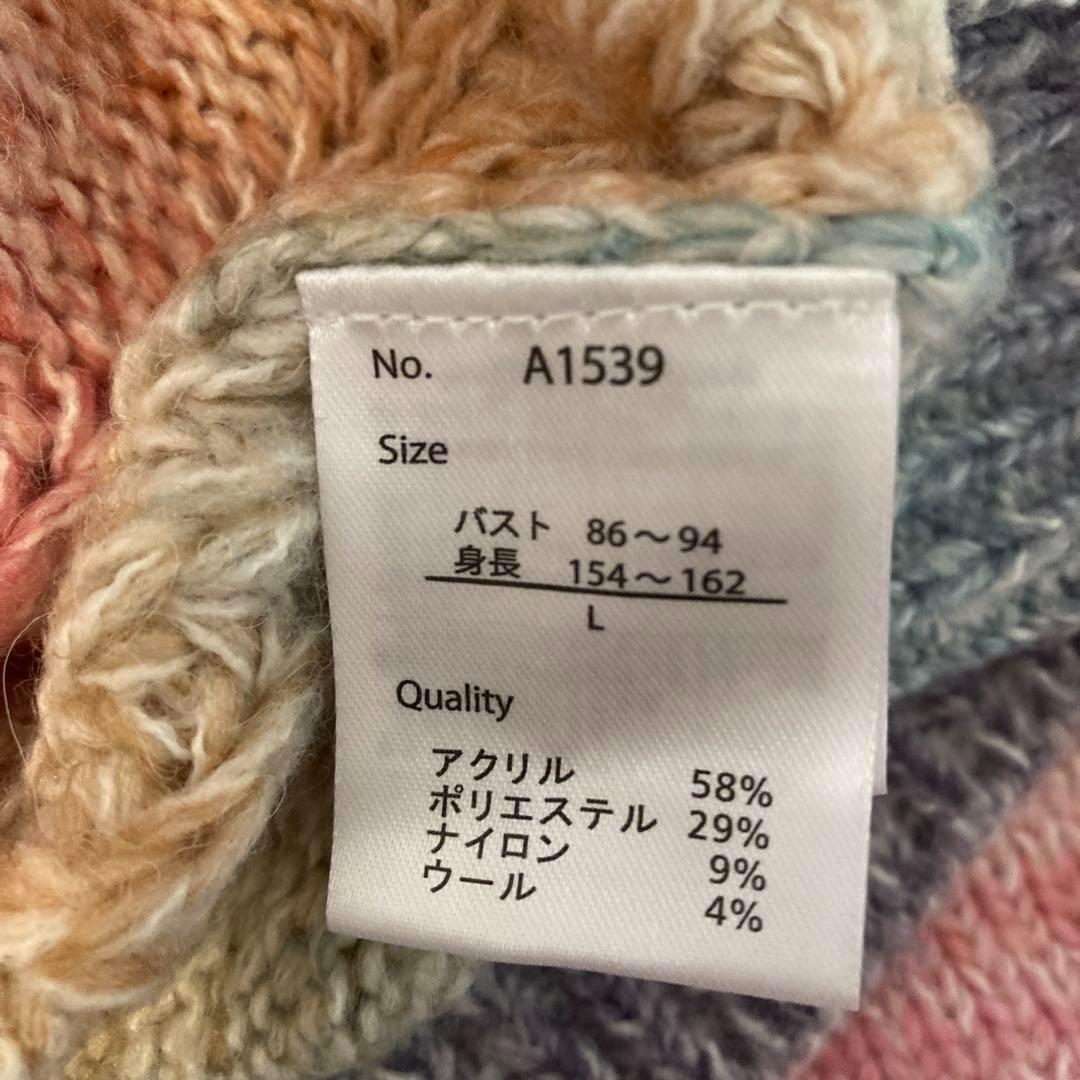 No. A1539
Size
バスト 86～94
身長 154～162
L
Quality
アクリル 58%
ポリエステル 29%
ナイロン 9%
ウール 4%